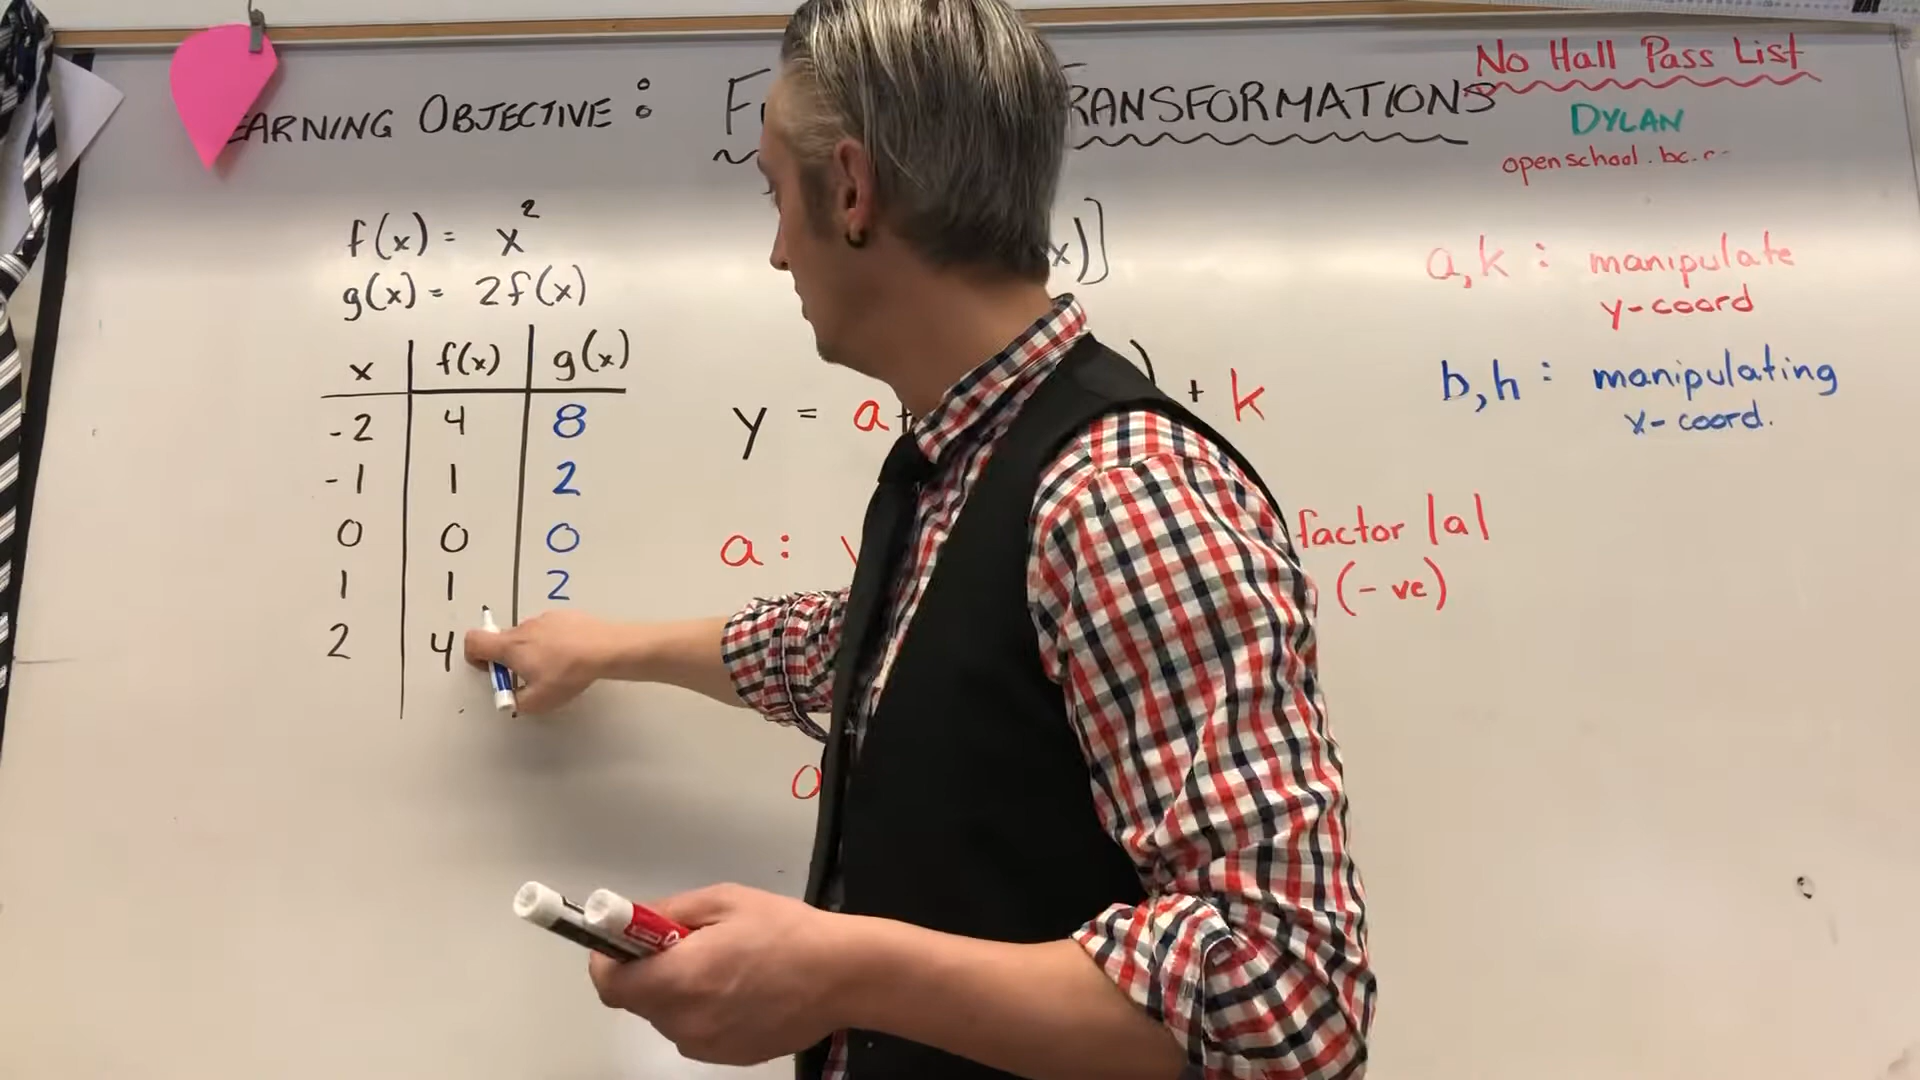 EARNING OBJECTIVE: F RANSFORMATIONS
No Hall Pass List
DYLAN
openschool.bc.c
f(x) = x²
g(x) = 2f(x)
x f(x) g(x)
-2 4 8
-1 1 2
0 0 0
1 1 2
2 4
x)]
y = a + k
a:
factor |a|
(-ve)
a,k : manipulate
y-coord
b,h : manipulating
x-coord.